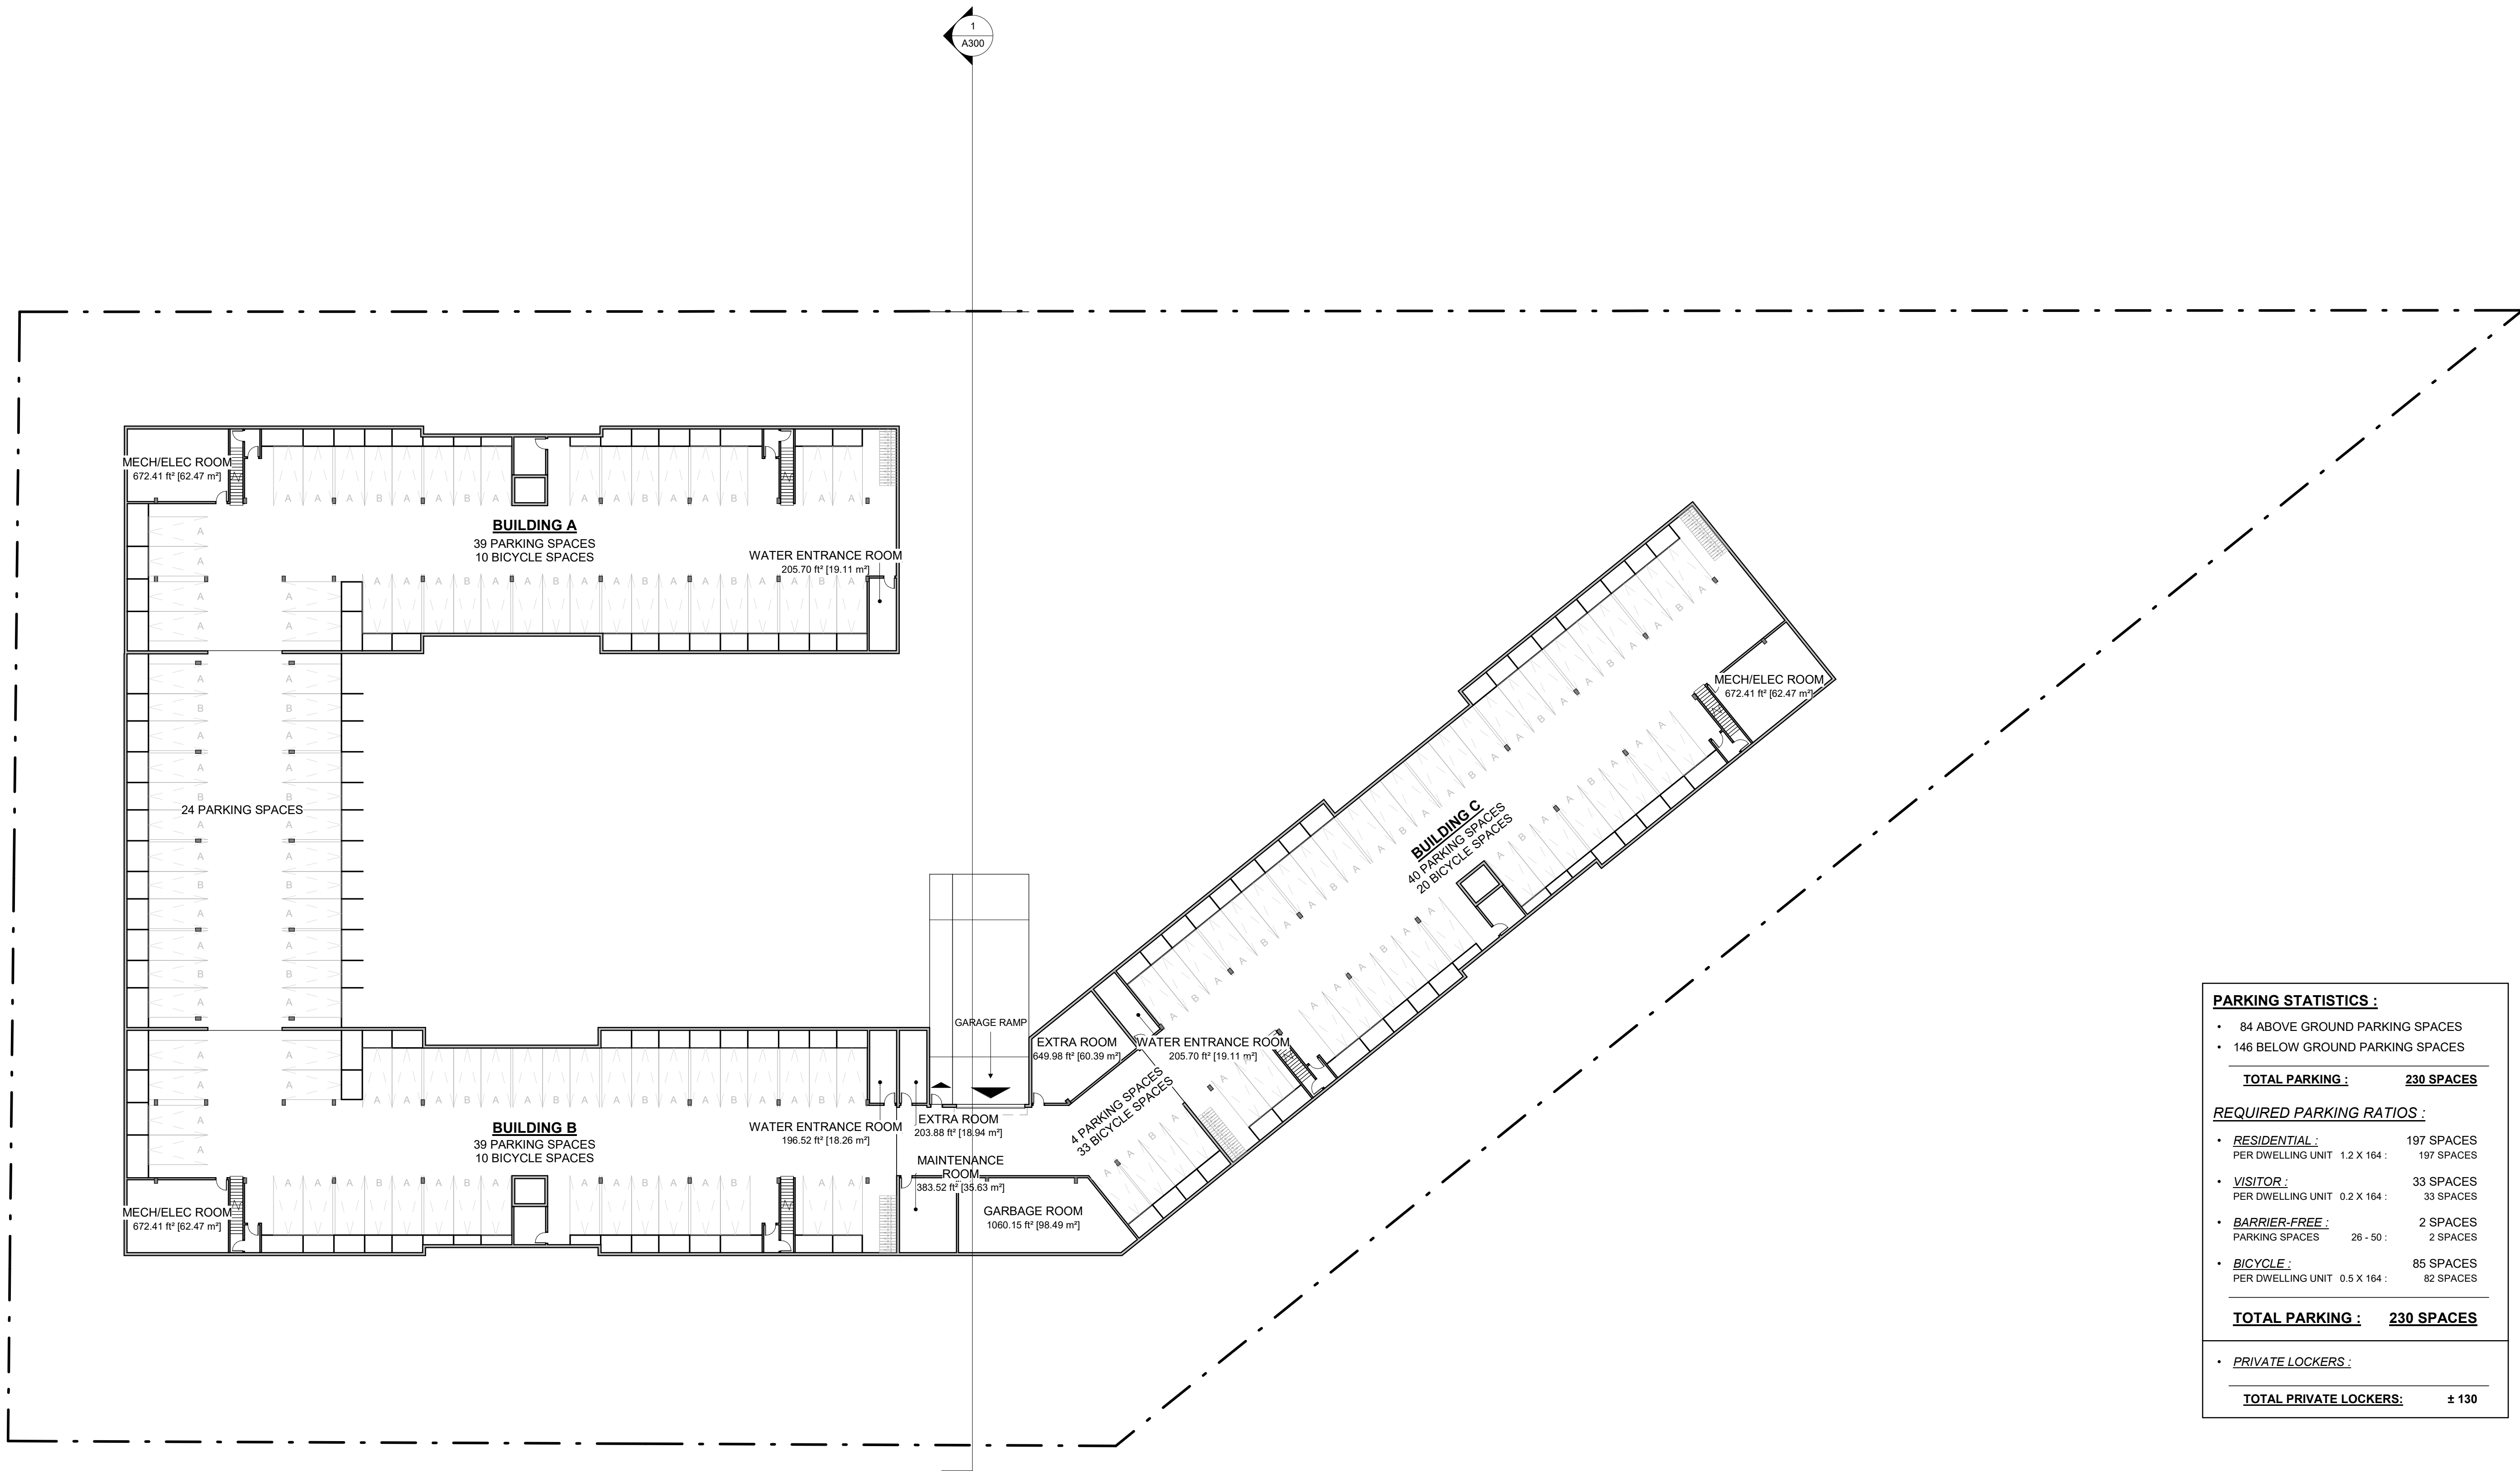 1
A300
MECH/ELEC ROOM
672.41 ft² [62.47 m²]
A A A B A A B A
A A B A A B
A A
BUILDING A
39 PARKING SPACES
10 BICYCLE SPACES
WATER ENTRANCE ROOM
205.70 ft² [19.11 m²]
A
A
A A
A A
A A A B A A B A A B A A B A A B A
A A
B B
A A
A A
B B
24 PARKING SPACES
A A
A A
B B
A A
A A
B B
A A
MECH/ELEC ROOM
672.41 ft² [62.47 m²]
BUILDING C
40 PARKING SPACES
20 BICYCLE SPACES
GARAGE RAMP
EXTRA ROOM
649.98 ft² [60.39 m²]
WATER ENTRANCE ROOM
205.70 ft² [19.11 m²]
4 PARKING SPACES
33 BICYCLE SPACES
A A
A A
A
A
A A A B A A B A A B A A B A A B A
BUILDING B
39 PARKING SPACES
10 BICYCLE SPACES
WATER ENTRANCE ROOM
196.52 ft² [18.26 m²]
EXTRA ROOM
203.88 ft² [18.94 m²]
MAINTENANCE
ROOM
383.52 ft² [35.63 m²]
GARBAGE ROOM
1060.15 ft² [98.49 m²]
A A A B A A B A
A A B A A B
A A
MECH/ELEC ROOM
672.41 ft² [62.47 m²]
A A B A
PARKING STATISTICS :
• 84 ABOVE GROUND PARKING SPACES
• 146 BELOW GROUND PARKING SPACES
TOTAL PARKING : 230 SPACES
REQUIRED PARKING RATIOS :
• RESIDENTIAL : 197 SPACES
PER DWELLING UNIT 1.2 X 164 : 197 SPACES
• VISITOR : 33 SPACES
PER DWELLING UNIT 0.2 X 164 : 33 SPACES
• BARRIER-FREE : 2 SPACES
PARKING SPACES 26 - 50 : 2 SPACES
• BICYCLE : 85 SPACES
PER DWELLING UNIT 0.5 X 164 : 82 SPACES
TOTAL PARKING : 230 SPACES
• PRIVATE LOCKERS :
TOTAL PRIVATE LOCKERS: ± 130